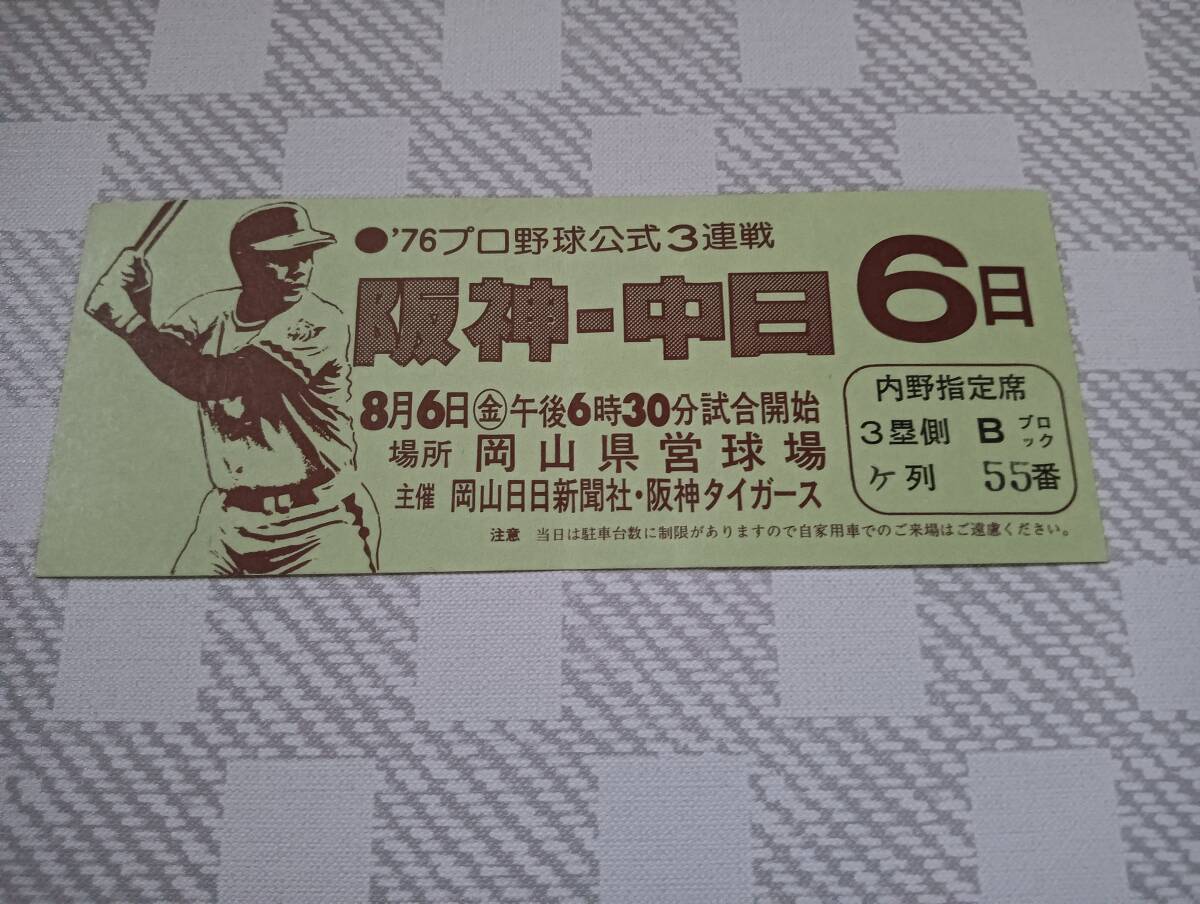 ●'76プロ野球公式3連戦
阪神-中日
6日
8月6日㊎午後6時30分試合開始
場所 岡山県営球場
主催 岡山日日新聞社・阪神タイガース
内野指定席
3塁側 B ブロック
ケ列 55番
注意 当日は駐車台数に制限がありますので自家用車でのご来場はご遠慮ください。